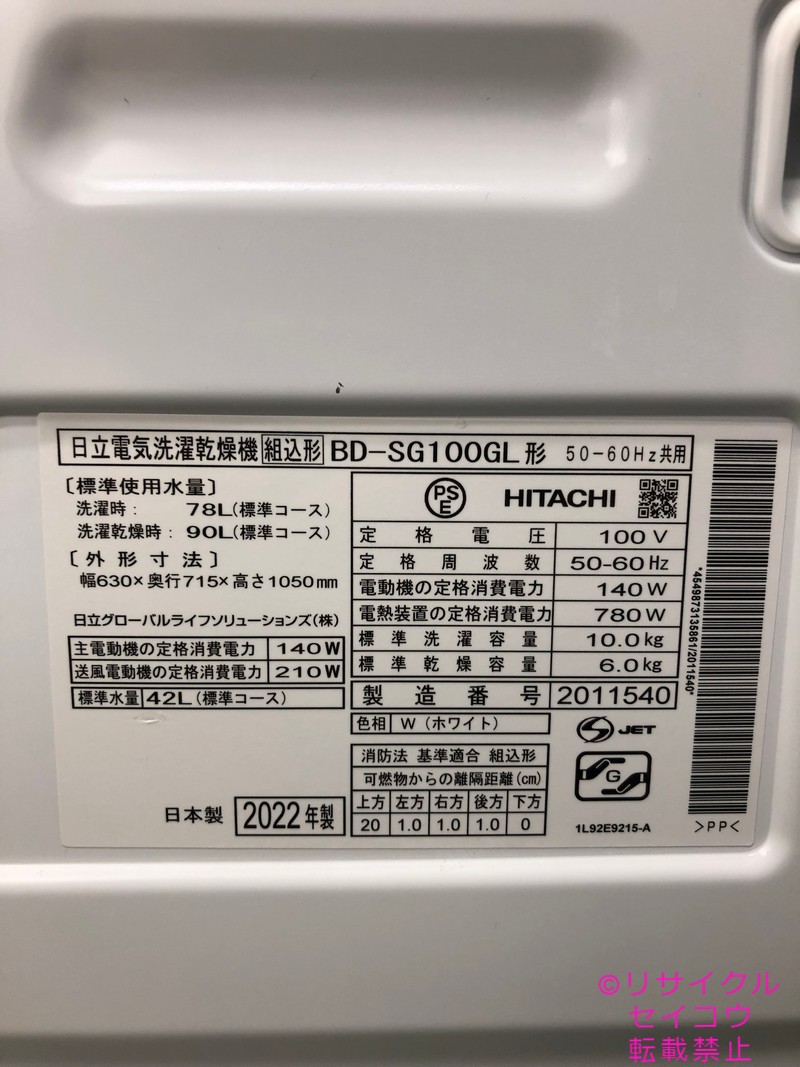 日立電気洗濯乾燥機 組込形 BD-SG100GL形 50-60Hz共用
〔標準使用水量〕
洗濯時： 78L(標準コース)
洗濯乾燥時： 90L(標準コース)
〔外形寸法〕
幅630×奥行715×高さ1050mm
日立グローバルライフソリューションズ(株)
主電動機の定格消費電力 140W
送風電動機の定格消費電力 210W
標準水量 42L(標準コース)
日本製 2022年製
PSE HITACHI
定格電圧 100V
定格周波数 50-60Hz
電動機の定格消費電力 140W
電熱装置の定格消費電力 780W
標準洗濯容量 10.0kg
標準乾燥容量 6.0kg
製造番号 2011540
色相 W(ホワイト)
消防法 基準適合 組込形
可燃物からの離隔距離(cm)
上方 左方 右方 後方 下方
20 1.0 1.0 1.0 0
S JET
G
1L92E9215-A
*4549873135861/2011540*
>PP<
©リサイクル
セイコウ
転載禁止